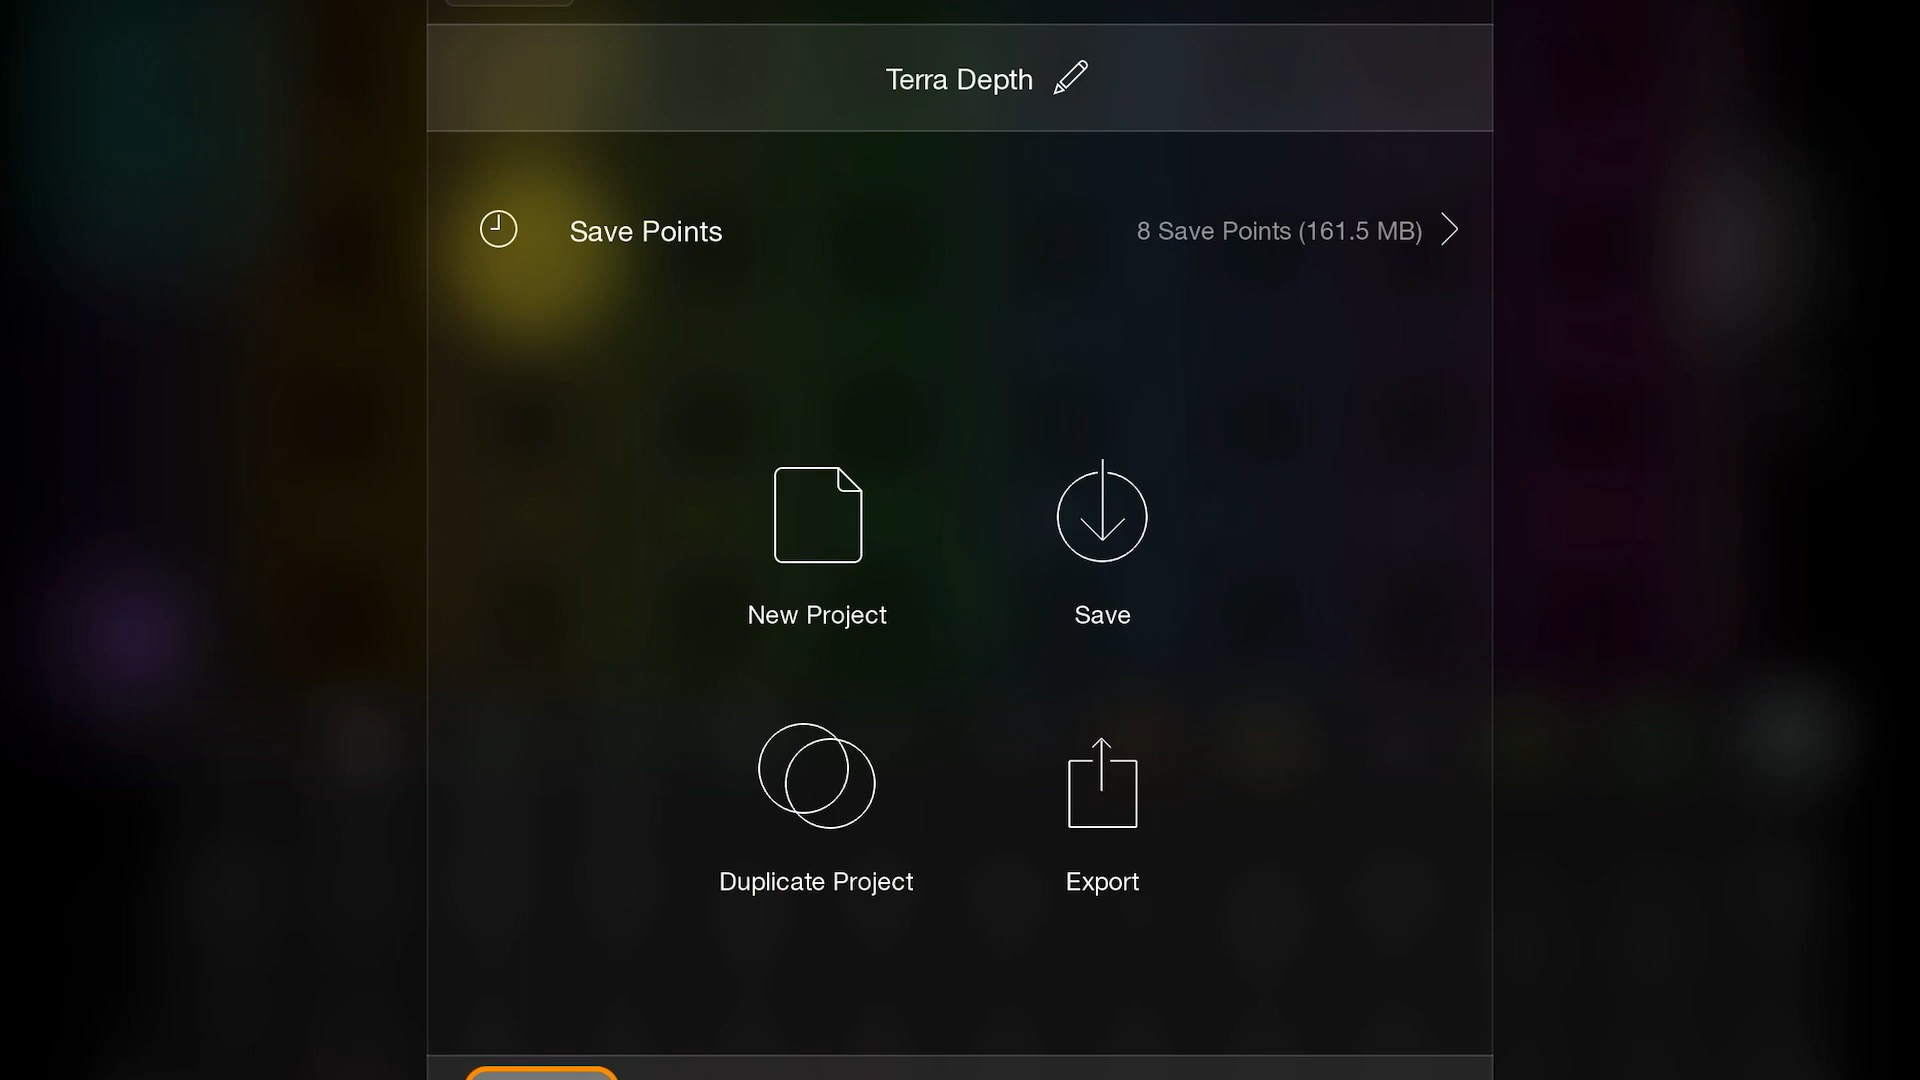 Terra Depth
Save Points
8 Save Points (161.5 MB)
New Project
Save
Duplicate Project
Export